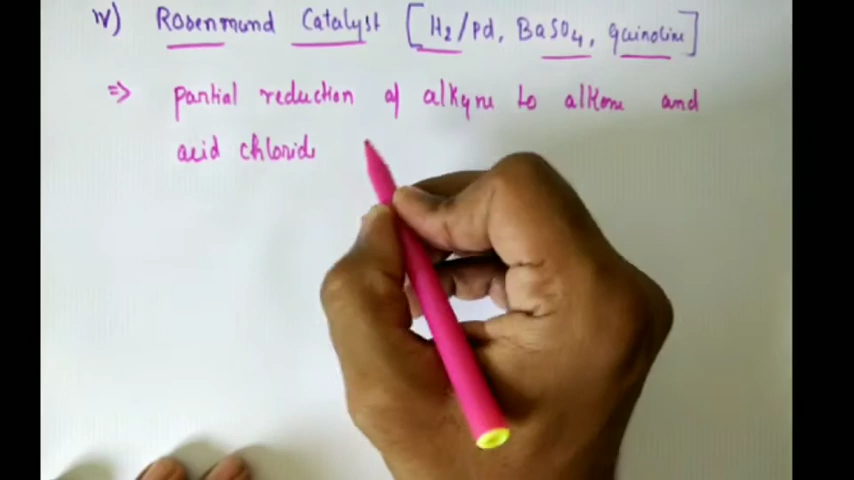 iv) Rosenmund Catalyst [H₂/Pd, BaSO₄, quinoline]
⇒ partial reduction of alkyne to alkene and
acid chloride